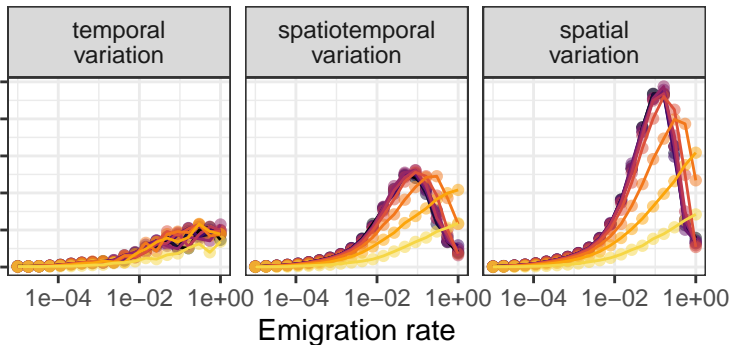 temporal
variation
spatiotemporal
variation
spatial
variation
1e−04 1e−02 1e+00 1e−04 1e−02 1e+00 1e−04 1e−02 1e+00
Emigration rate